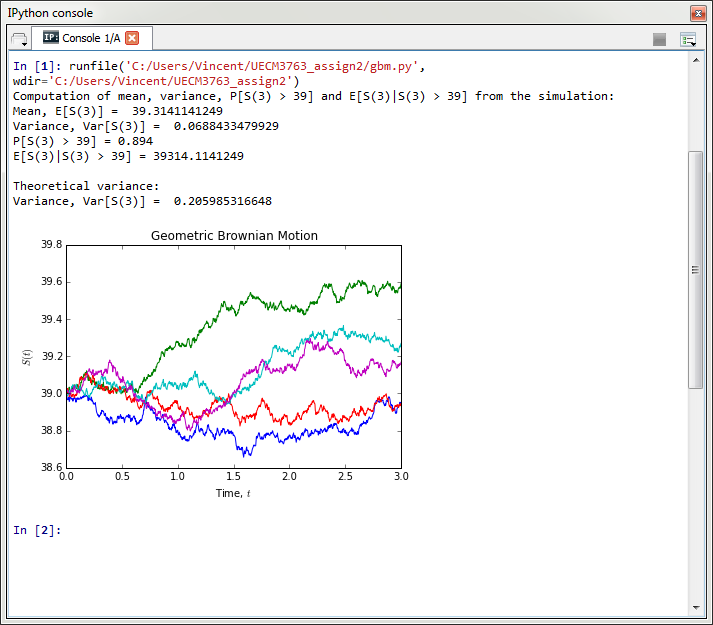 IPython console
IP: Console 1/A
In [1]: runfile('C:/Users/Vincent/UECM3763_assign2/gbm.py',
wdir='C:/Users/Vincent/UECM3763_assign2')
Computation of mean, variance, P[S(3) > 39] and E[S(3)|S(3) > 39] from the simulation:
Mean, E[S(3)] =  39.3141141249
Variance, Var[S(3)] =  0.0688433479929
P[S(3) > 39] = 0.894
E[S(3)|S(3) > 39] = 39314.1141249
Theoretical variance:
Variance, Var[S(3)] =  0.205985316648
Geometric Brownian Motion
39.8
39.6
39.4
39.2
39.0
38.8
38.6
S(t)
0.0 0.5 1.0 1.5 2.0 2.5 3.0
Time, t
In [2]: